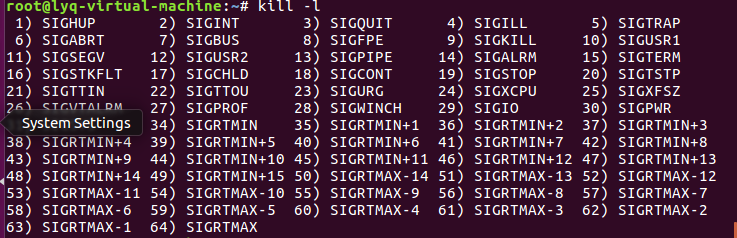 root@lyq-virtual-machine:~# kill -l
 1) SIGHUP	 2) SIGINT	 3) SIGQUIT	 4) SIGILL	 5) SIGTRAP
 6) SIGABRT	 7) SIGBUS	 8) SIGFPE	 9) SIGKILL	10) SIGUSR1
11) SIGSEGV	12) SIGUSR2	13) SIGPIPE	14) SIGALRM	15) SIGTERM
16) SIGSTKFLT	17) SIGCHLD	18) SIGCONT	19) SIGSTOP	20) SIGTSTP
21) SIGTTIN	22) SIGTTOU	23) SIGURG	24) SIGXCPU	25) SIGXFSZ
26) SIGVTALRM	27) SIGPROF	28) SIGWINCH	29) SIGIO	30) SIGPWR
System Settings	34) SIGRTMIN	35) SIGRTMIN+1	36) SIGRTMIN+2	37) SIGRTMIN+3
38) SIGRTMIN+4	39) SIGRTMIN+5	40) SIGRTMIN+6	41) SIGRTMIN+7	42) SIGRTMIN+8
43) SIGRTMIN+9	44) SIGRTMIN+10	45) SIGRTMIN+11	46) SIGRTMIN+12	47) SIGRTMIN+13
48) SIGRTMIN+14	49) SIGRTMIN+15	50) SIGRTMAX-14	51) SIGRTMAX-13	52) SIGRTMAX-12
53) SIGRTMAX-11	54) SIGRTMAX-10	55) SIGRTMAX-9	56) SIGRTMAX-8	57) SIGRTMAX-7
58) SIGRTMAX-6	59) SIGRTMAX-5	60) SIGRTMAX-4	61) SIGRTMAX-3	62) SIGRTMAX-2
63) SIGRTMAX-1	64) SIGRTMAX